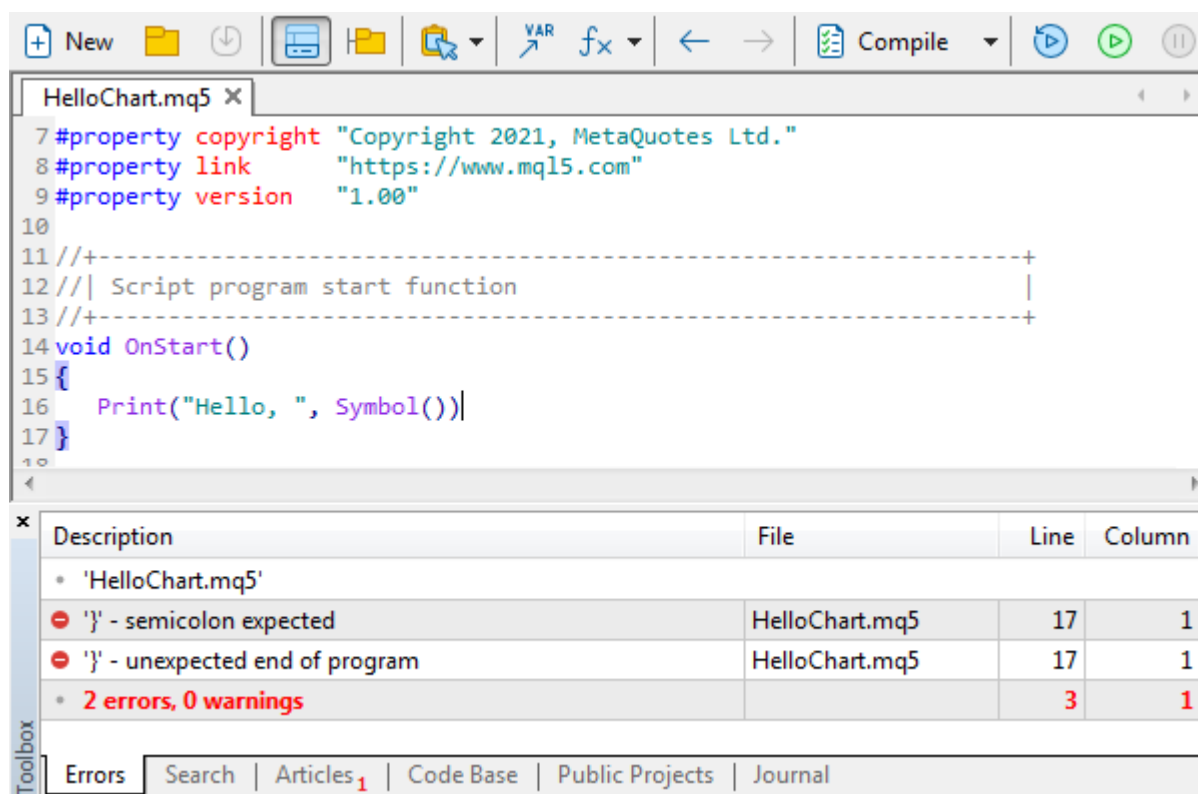 New VAR fx Compile
HelloChart.mq5
7 #property copyright "Copyright 2021, MetaQuotes Ltd."
8 #property link      "https://www.mql5.com"
9 #property version   "1.00"
10
11 //+------------------------------------------------------------------+
12 //| Script program start function                                    |
13 //+------------------------------------------------------------------+
14 void OnStart()
15 {
16    Print("Hello, ", Symbol())
17 }
18
Description File Line Column
'HelloChart.mq5'
'}' - semicolon expected HelloChart.mq5 17 1
'}' - unexpected end of program HelloChart.mq5 17 1
2 errors, 0 warnings 3 1
Toolbox
Errors | Search | Articles 1 | Code Base | Public Projects | Journal